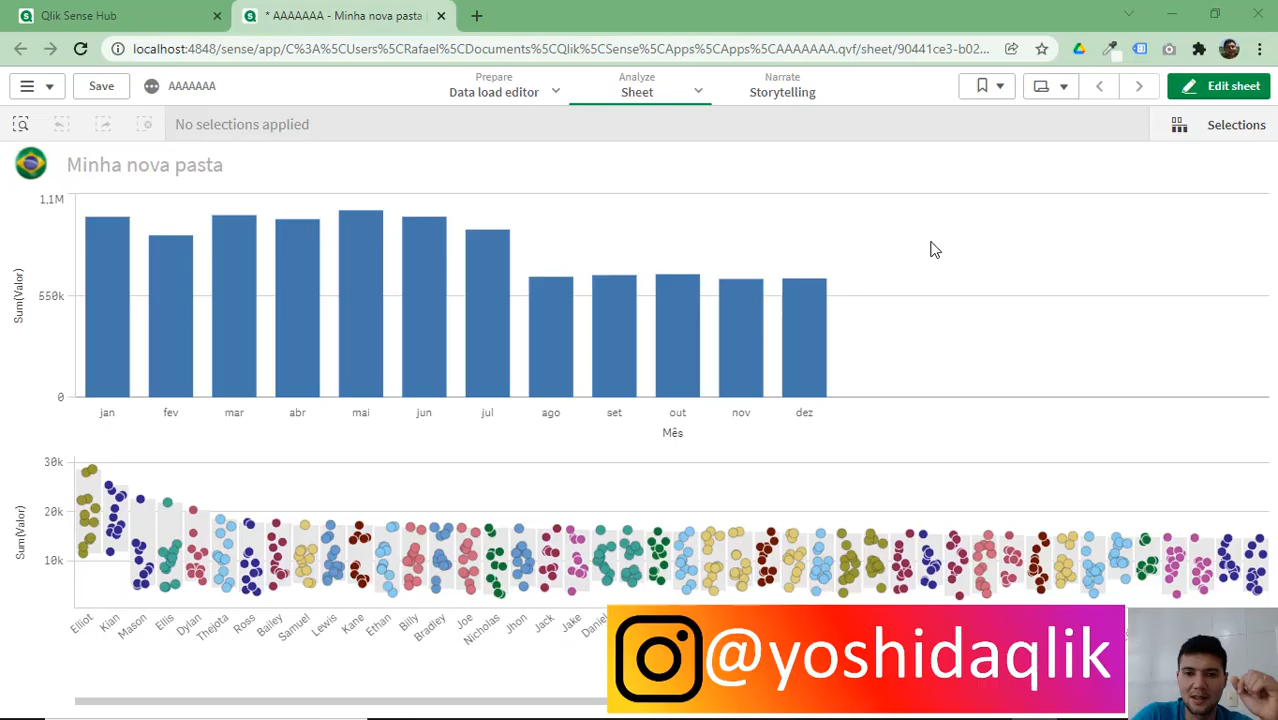 Qlik Sense Hub
* AAAAAAA - Minha nova pasta
localhost:4848/sense/app/C%3A%5CUsers%5CRafael%5CDocuments%5CQlik%5CSense%5CApps%5CApps%5CAAAAAAA.qvf/sheet/90441ce3-b02...
Save
AAAAAAA
Prepare
Data load editor
Analyze
Sheet
Narrate
Storytelling
Edit sheet
No selections applied
Selections
Minha nova pasta
Sum(Valor)
1,1M
550k
0
jan fev mar abr mai jun jul ago set out nov dez
Mês
Sum(Valor)
30k
20k
10k
Elliot Kian Mason Ellis Dylan Thejota Ross Bailey Samuel Lewis Kane Ethan Billy Bradley Joe Nicholas Jhon Jack Jake Daniel
@yoshidaqlik